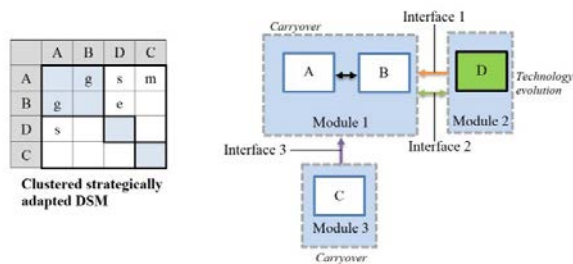 A B D C
A g s m
B g e
D s
C
Clustered strategically
adapted DSM
Carryover
Interface 1
A
B
D
Technology
evolution
Module 1
Module 2
Interface 3
Interface 2
C
Module 3
Carryover